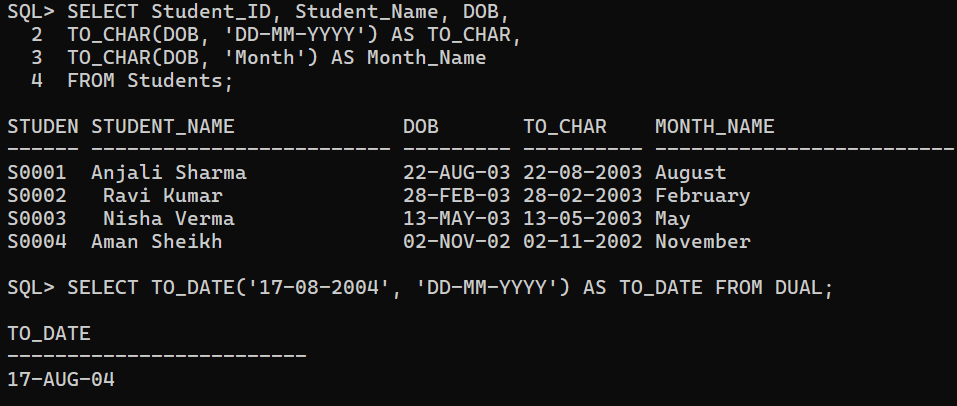 SQL> SELECT Student_ID, Student_Name, DOB,
  2  TO_CHAR(DOB, 'DD-MM-YYYY') AS TO_CHAR,
  3  TO_CHAR(DOB, 'Month') AS Month_Name
  4  FROM Students;

STUDEN STUDENT_NAME              DOB       TO_CHAR    MONTH_NAME
------ ------------------------- --------- ---------- -------------------------
S0001  Anjali Sharma             22-AUG-03 22-08-2003 August
S0002   Ravi Kumar               28-FEB-03 28-02-2003 February
S0003   Nisha Verma              13-MAY-03 13-05-2003 May
S0004  Aman Sheikh               02-NOV-02 02-11-2002 November

SQL> SELECT TO_DATE('17-08-2004', 'DD-MM-YYYY') AS TO_DATE FROM DUAL;

TO_DATE
-------------------------
17-AUG-04